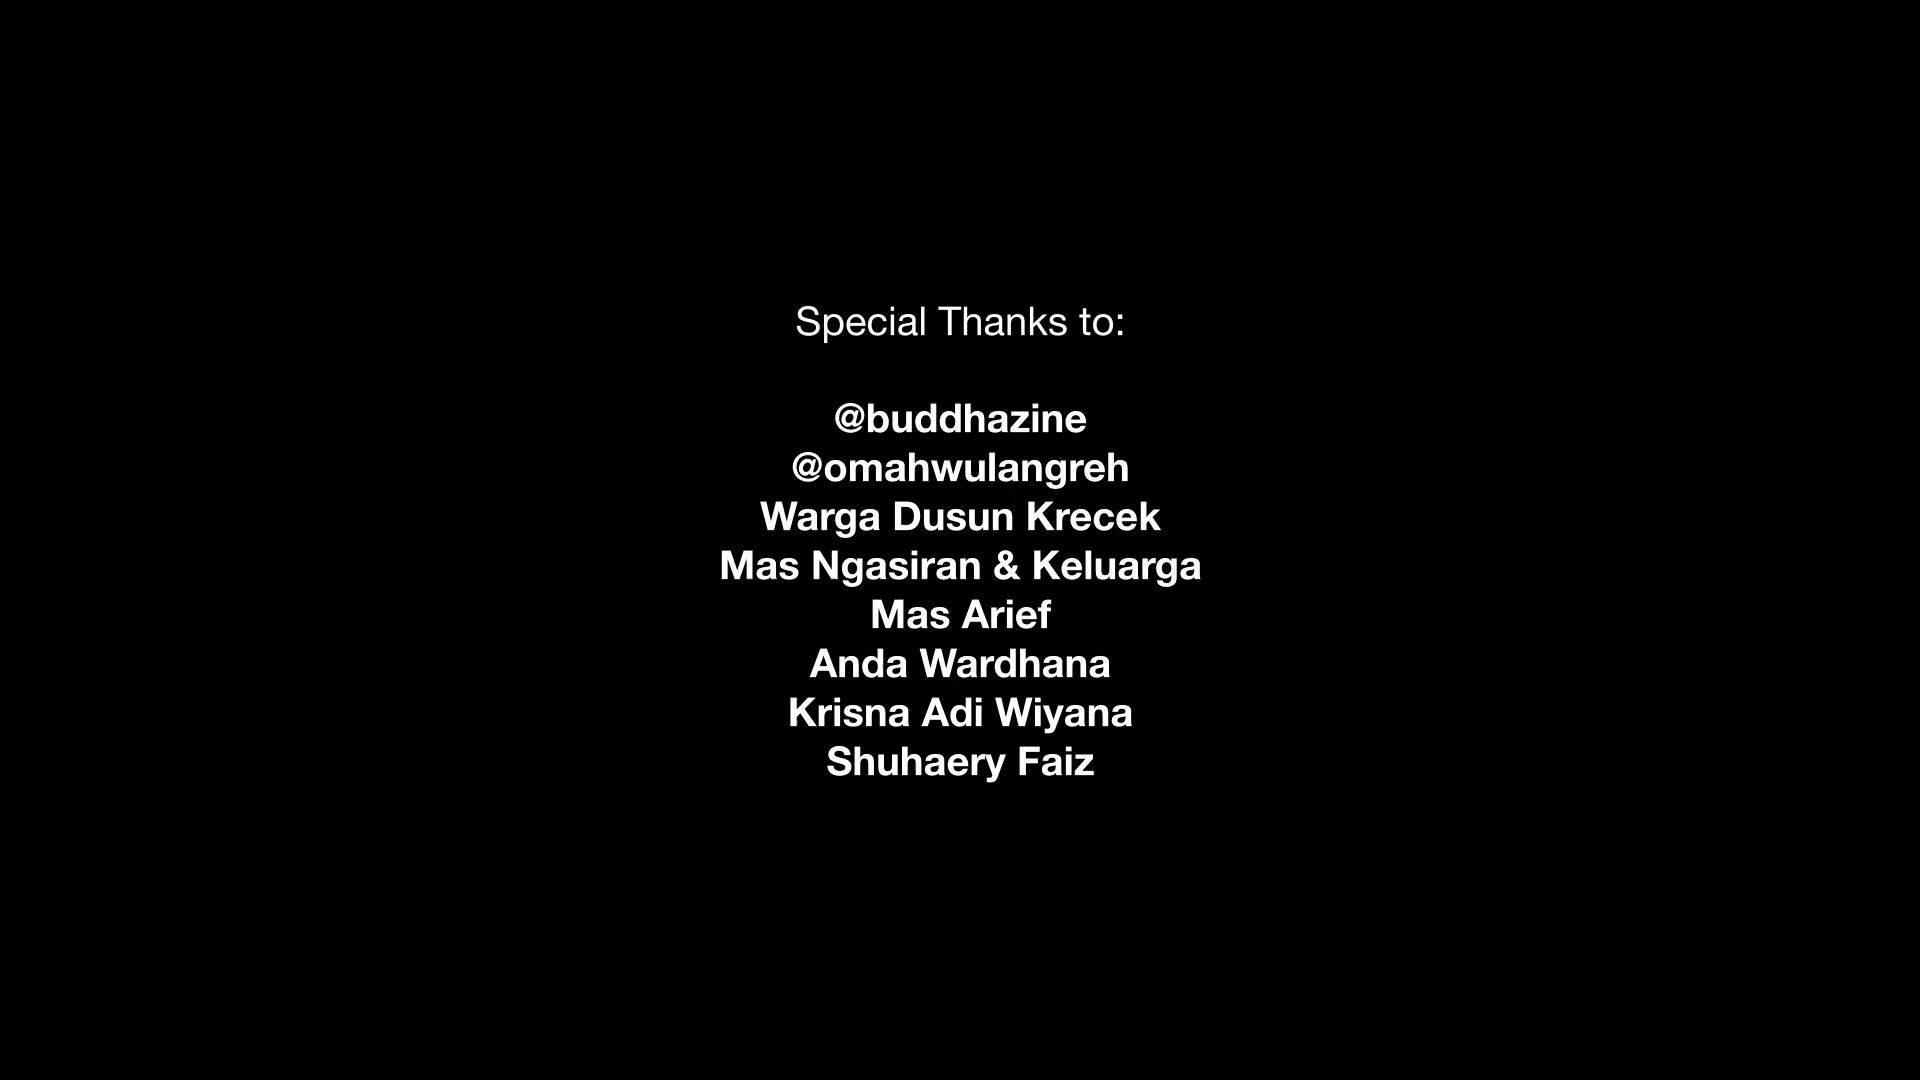 Special Thanks to:
@buddhazine
@omahwulangreh
Warga Dusun Krecek
Mas Ngasiran & Keluarga
Mas Arief
Anda Wardhana
Krisna Adi Wiyana
Shuhaery Faiz